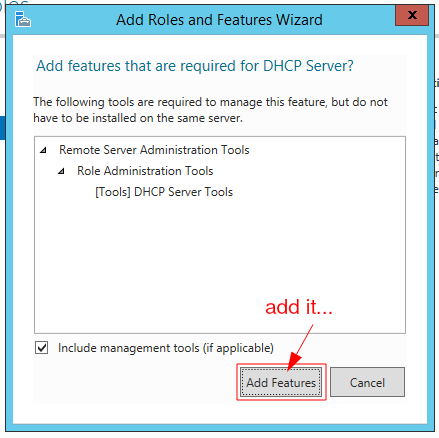 Add Roles and Features Wizard
Add features that are required for DHCP Server?
The following tools are required to manage this feature, but do not
have to be installed on the same server.
Remote Server Administration Tools
Role Administration Tools
[Tools] DHCP Server Tools
add it...
Include management tools (if applicable)
Add Features
Cancel